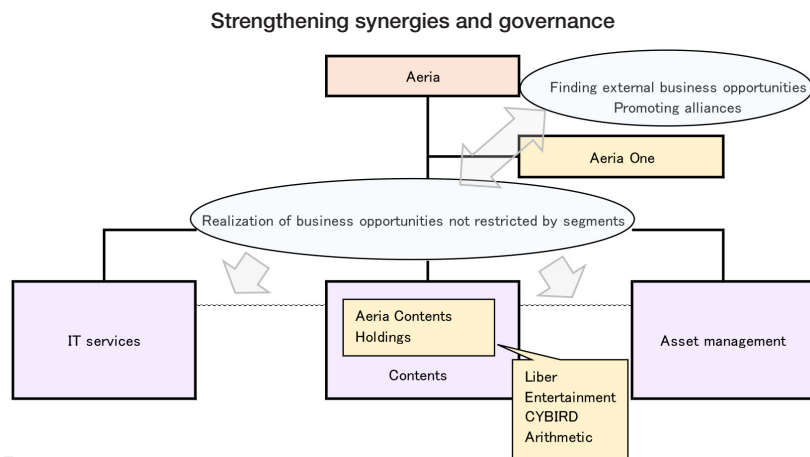 Strengthening synergies and governance
Aeria
Finding external business opportunities
Promoting alliances
Aeria One
Realization of business opportunities not restricted by segments
IT services
Aeria Contents
Holdings
Contents
Asset management
Liber
Entertainment
CYBIRD
Arithmetic